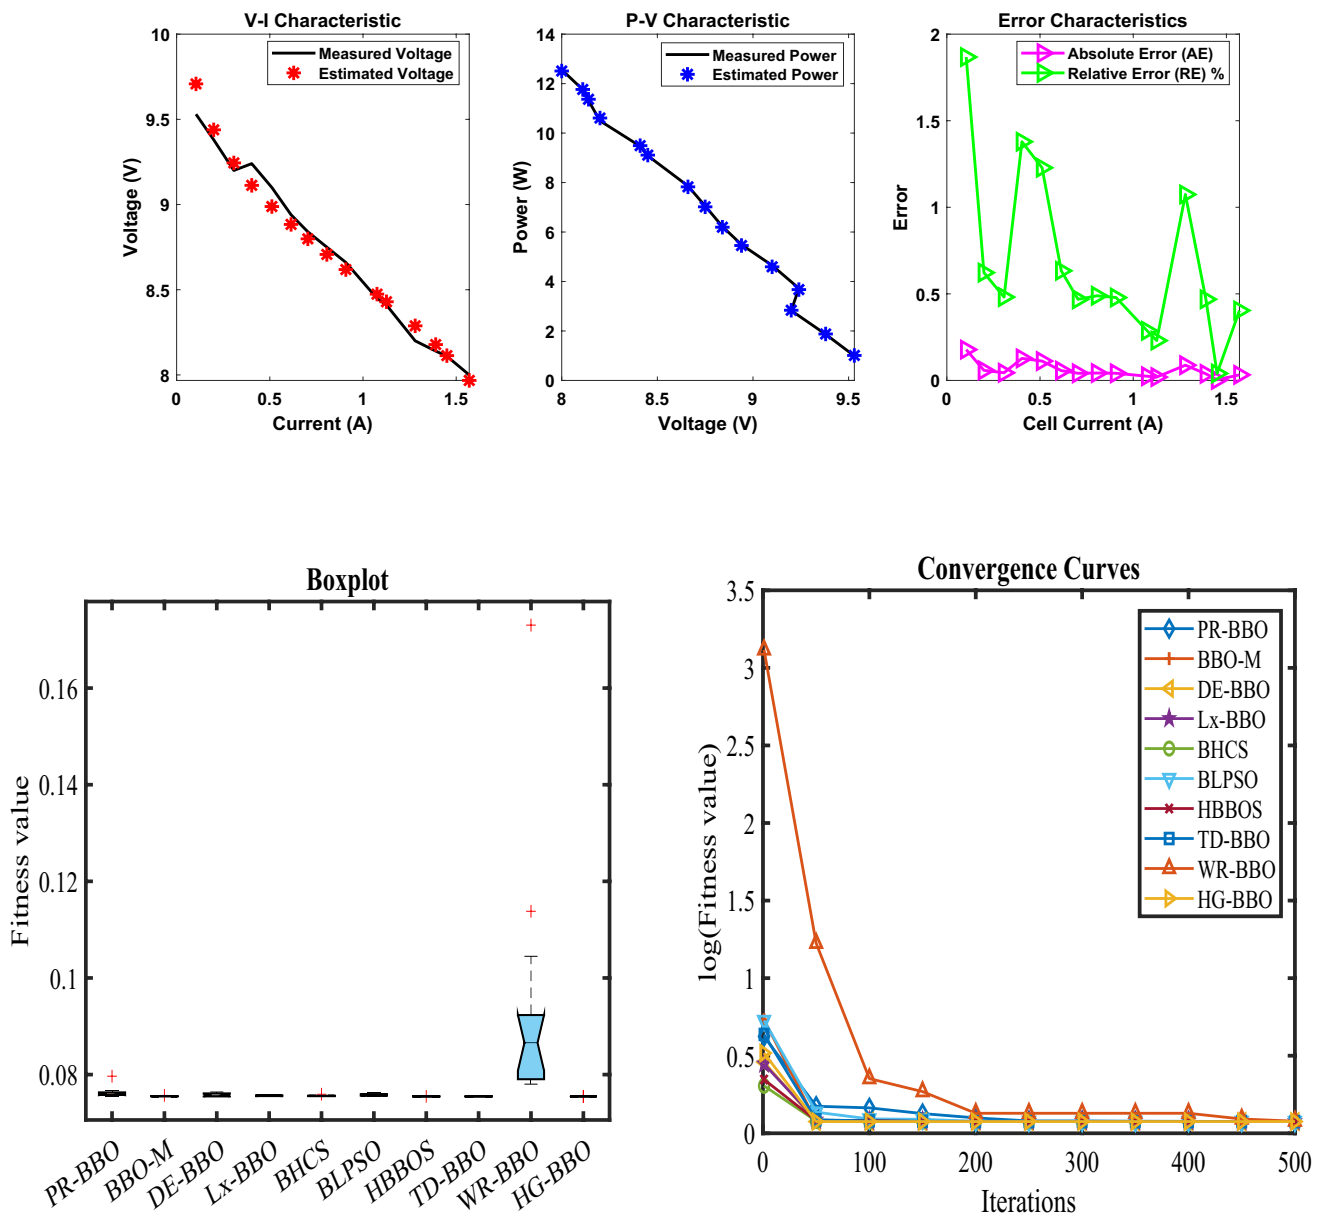 V-I Characteristic
Measured Voltage
Estimated Voltage
10
9.5
9
8.5
8
Voltage (V)
0 0.5 1 1.5
Current (A)
P-V Characteristic
Measured Power
Estimated Power
14
12
10
8
6
4
2
0
Power (W)
8 8.5 9 9.5
Voltage (V)
Error Characteristics
Absolute Error (AE)
Relative Error (RE) %
2
1.5
1
0.5
0
Error
0 0.5 1 1.5
Cell Current (A)
Boxplot
0.16
0.14
0.12
0.1
0.08
Fitness value
PR-BBO BBO-M DE-BBO Lx-BBO BHCS BLPSO HBBOS TD-BBO WR-BBO HG-BBO
Convergence Curves
3.5
3
2.5
2
1.5
1
0.5
0
log(Fitness value)
PR-BBO
BBO-M
DE-BBO
Lx-BBO
BHCS
BLPSO
HBBOS
TD-BBO
WR-BBO
HG-BBO
0 100 200 300 400 500
Iterations